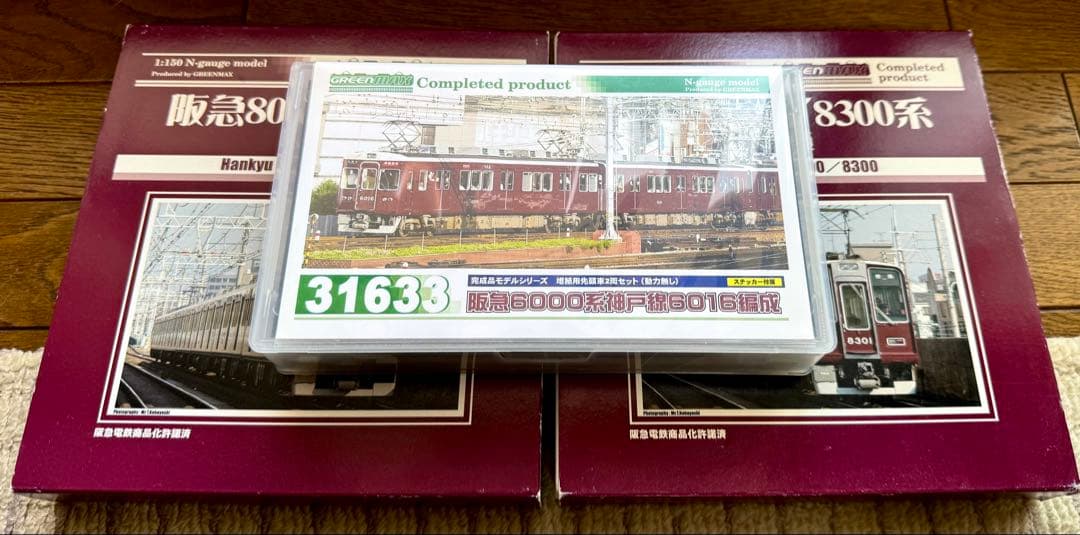 1:150 N-gauge model
Produced by GREENMAX
阪急80
Hankyu
Photography : Mr.T.Kobayashi
阪急電鉄商品化許諾済
GREENMAX Completed product
N-gauge model
Produced by GREENMAX
6016
31633
完成品モデルシリーズ 増結用先頭車2両セット(動力無し)
ステッカー付属
阪急6000系神戸線6016編成
GREENMAX Completed
product
8300系
/8300
8301
Photography : Mr.T.Kobayashi
阪急電鉄商品化許諾済